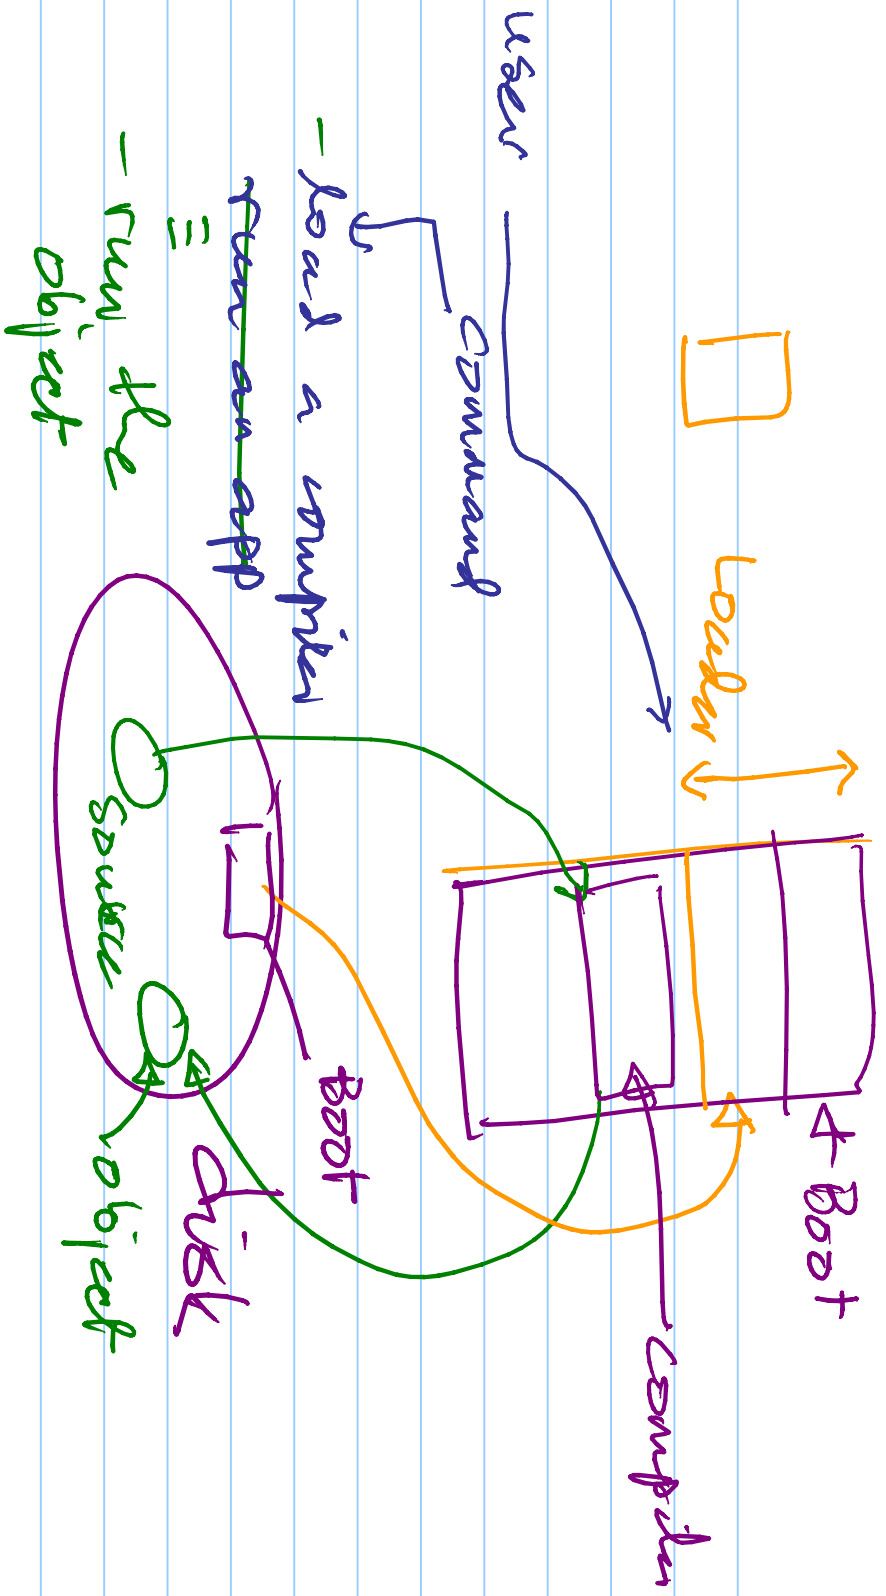 ← Boot
Loader
Compiler
user
Command
- Load a compiler
run an app
≡
- run the
object
Boot
source
disk
object